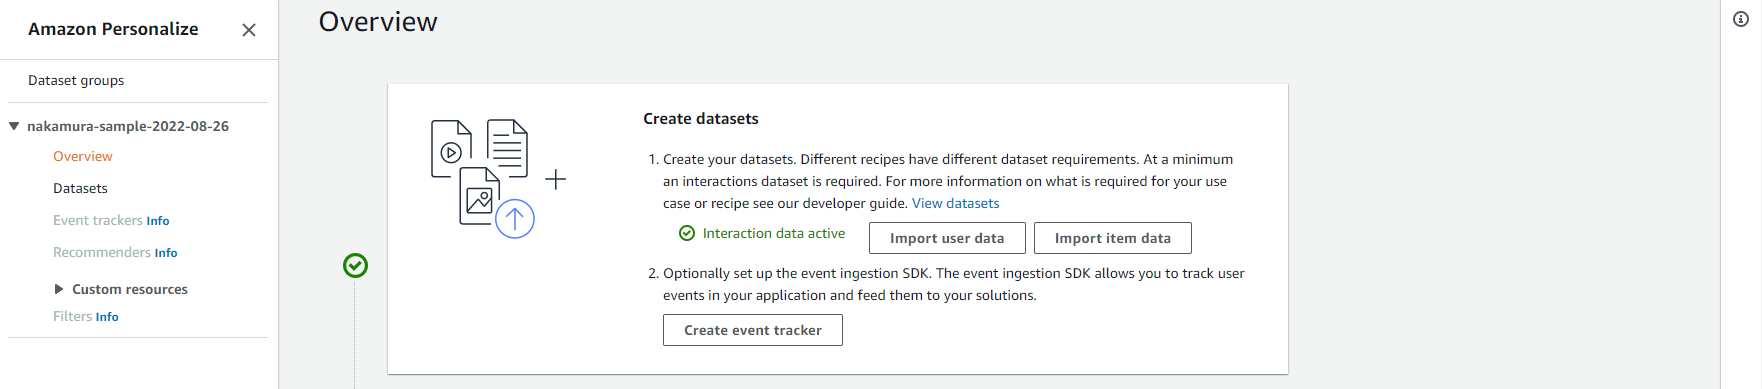 Amazon Personalize
Dataset groups
nakamura-sample-2022-08-26
Overview
Datasets
Event trackers Info
Recommenders Info
Custom resources
Filters Info
Overview
Create datasets
1. Create your datasets. Different recipes have different dataset requirements. At a minimum
an interactions dataset is required. For more information on what is required for your use
case or recipe see our developer guide. View datasets
Interaction data active
Import user data
Import item data
2. Optionally set up the event ingestion SDK. The event ingestion SDK allows you to track user
events in your application and feed them to your solutions.
Create event tracker